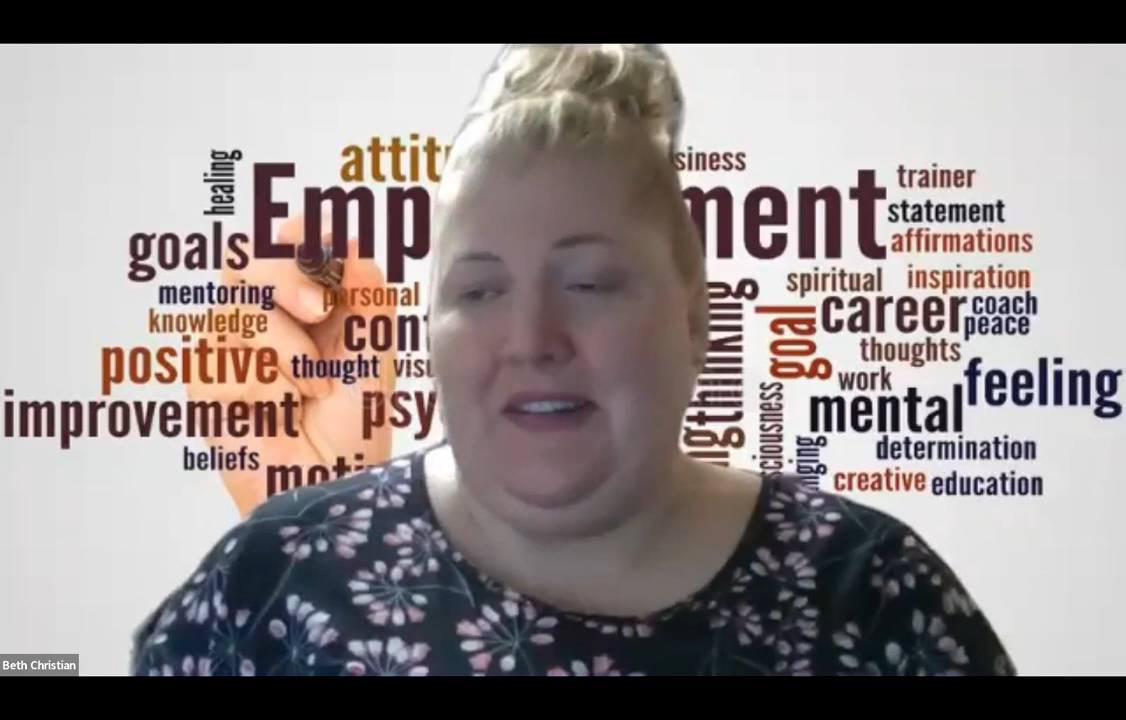 healing
attit
siness
Emp
ment
trainer
statement
goals
affirmations
mentoring
personal
spiritual
inspiration
knowledge
con
goal
career
coach
peace
positive
thought
thoughts
work
feeling
improvement
psy
mental
beliefs
determination
creative
education
Beth Christian